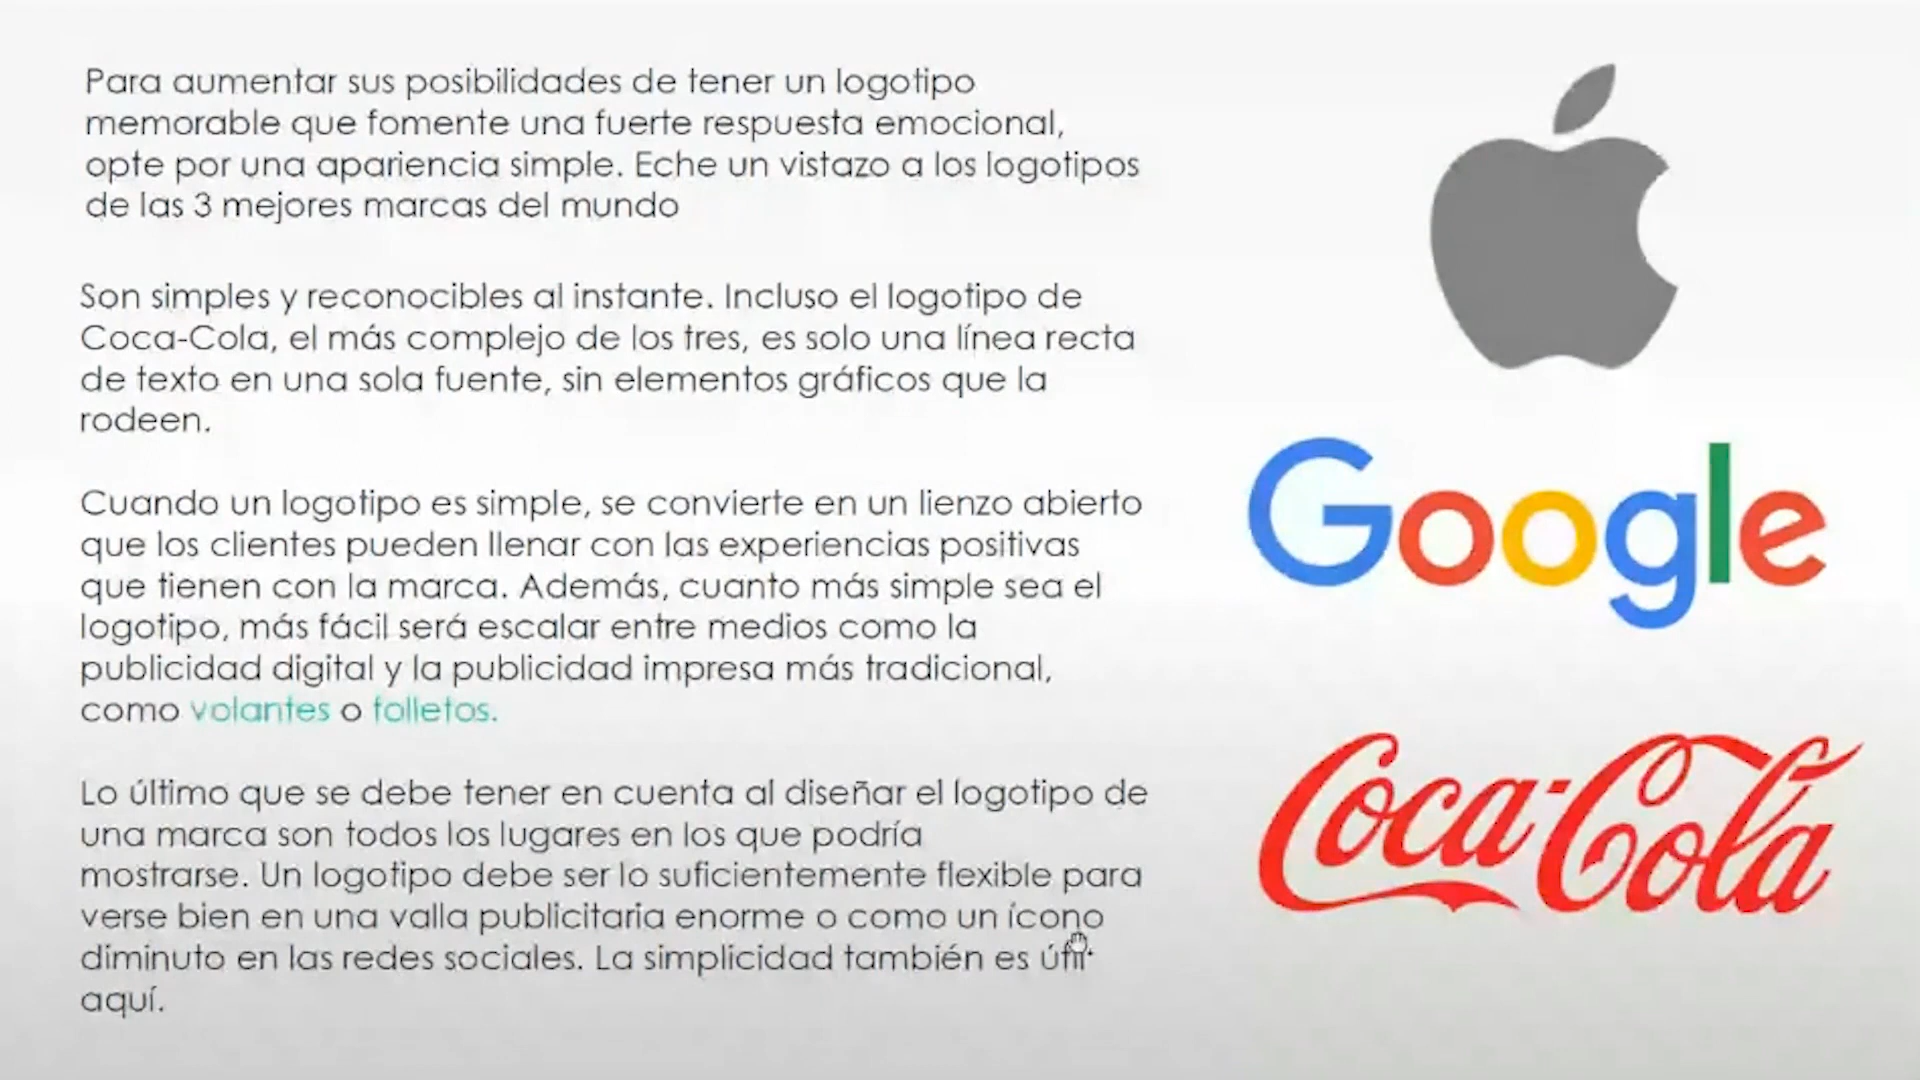 Para aumentar sus posibilidades de tener un logotipo
memorable que fomente una fuerte respuesta emocional,
opte por una apariencia simple. Eche un vistazo a los logotipos
de las 3 mejores marcas del mundo
Son simples y reconocibles al instante. Incluso el logotipo de
Coca-Cola, el más complejo de los tres, es solo una línea recta
de texto en una sola fuente, sin elementos gráficos que la
rodeen.
Cuando un logotipo es simple, se convierte en un lienzo abierto
que los clientes pueden llenar con las experiencias positivas
que tienen con la marca. Además, cuanto más simple sea el
logotipo, más fácil será escalar entre medios como la
publicidad digital y la publicidad impresa más tradicional,
como volantes o folletos.
Lo último que se debe tener en cuenta al diseñar el logotipo de
una marca son todos los lugares en los que podría
mostrarse. Un logotipo debe ser lo suficientemente flexible para
verse bien en una valla publicitaria enorme o como un ícono
diminuto en las redes sociales. La simplicidad también es útil
aquí.
Google
Coca-Cola